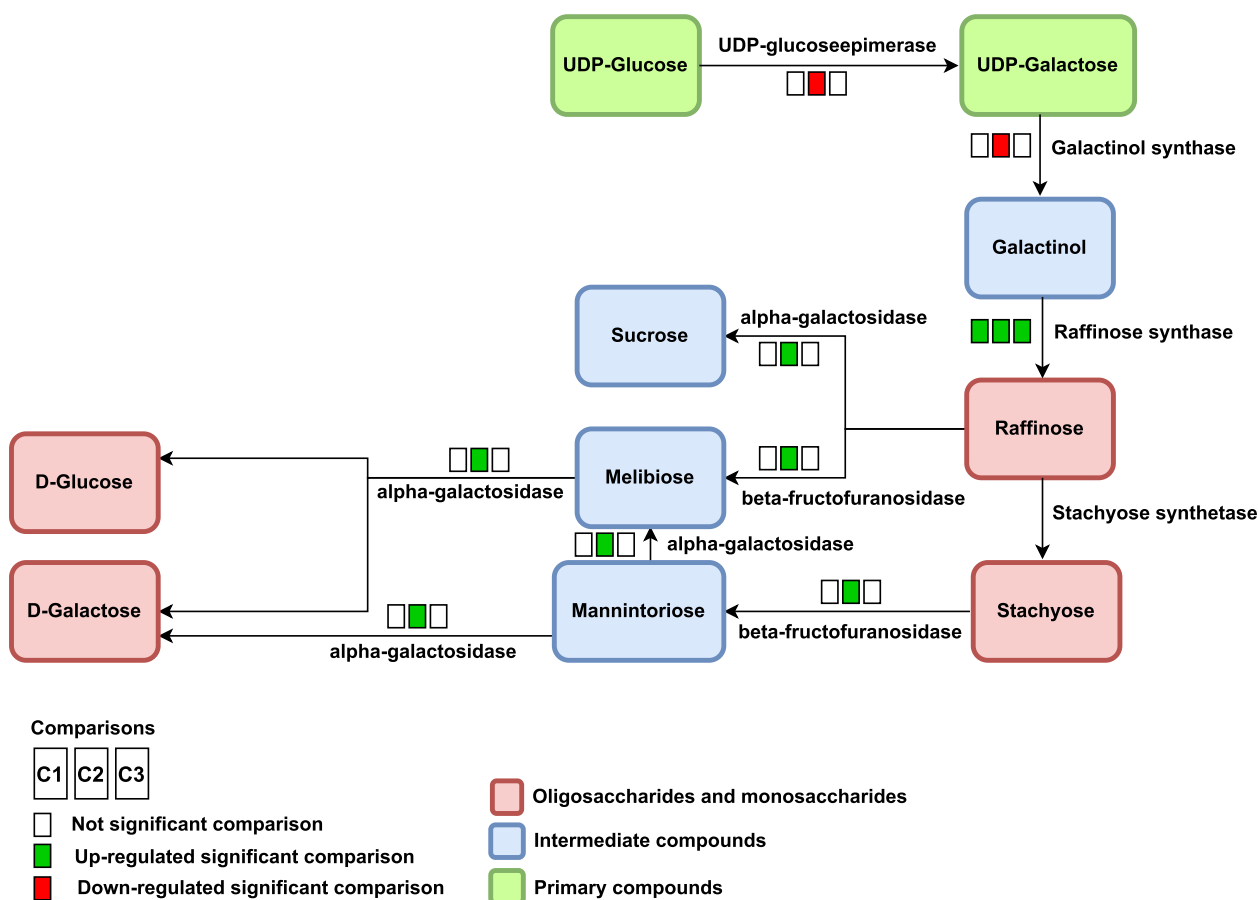 UDP-glucoseepimerase
UDP-Glucose
UDP-Galactose
Galactinol synthase
Galactinol
alpha-galactosidase
Sucrose
Raffinose synthase
Raffinose
D-Glucose
Melibiose
alpha-galactosidase
beta-fructofuranosidase
Stachyose synthetase
alpha-galactosidase
D-Galactose
Mannintoriose
Stachyose
beta-fructofuranosidase
alpha-galactosidase
Comparisons
C1 C2 C3
Not significant comparison
Up-regulated significant comparison
Down-regulated significant comparison
Oligosaccharides and monosaccharides
Intermediate compounds
Primary compounds